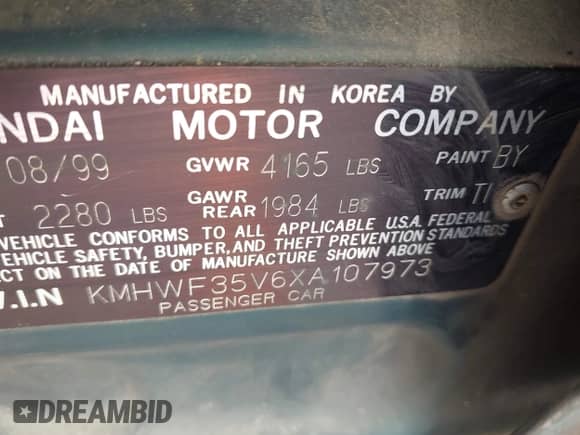 MANUFACTURED IN KOREA BY
NDAI MOTOR COMPANY
08/99 GVWR 4165 LBS PAINT BY
T 2280 LBS GAWR REAR 1984 LBS TRIM TI
VEHICLE CONFORMS TO ALL APPLICABLE U.S.A. FEDERAL
VEHICLE SAFETY, BUMPER, AND THEFT PREVENTION STANDARDS
ECT ON THE DATE OF MANUFACTURE SHOWN ABOVE
V.I.N KMHWF35V6XA107973
PASSENGER CAR
DREAMBID